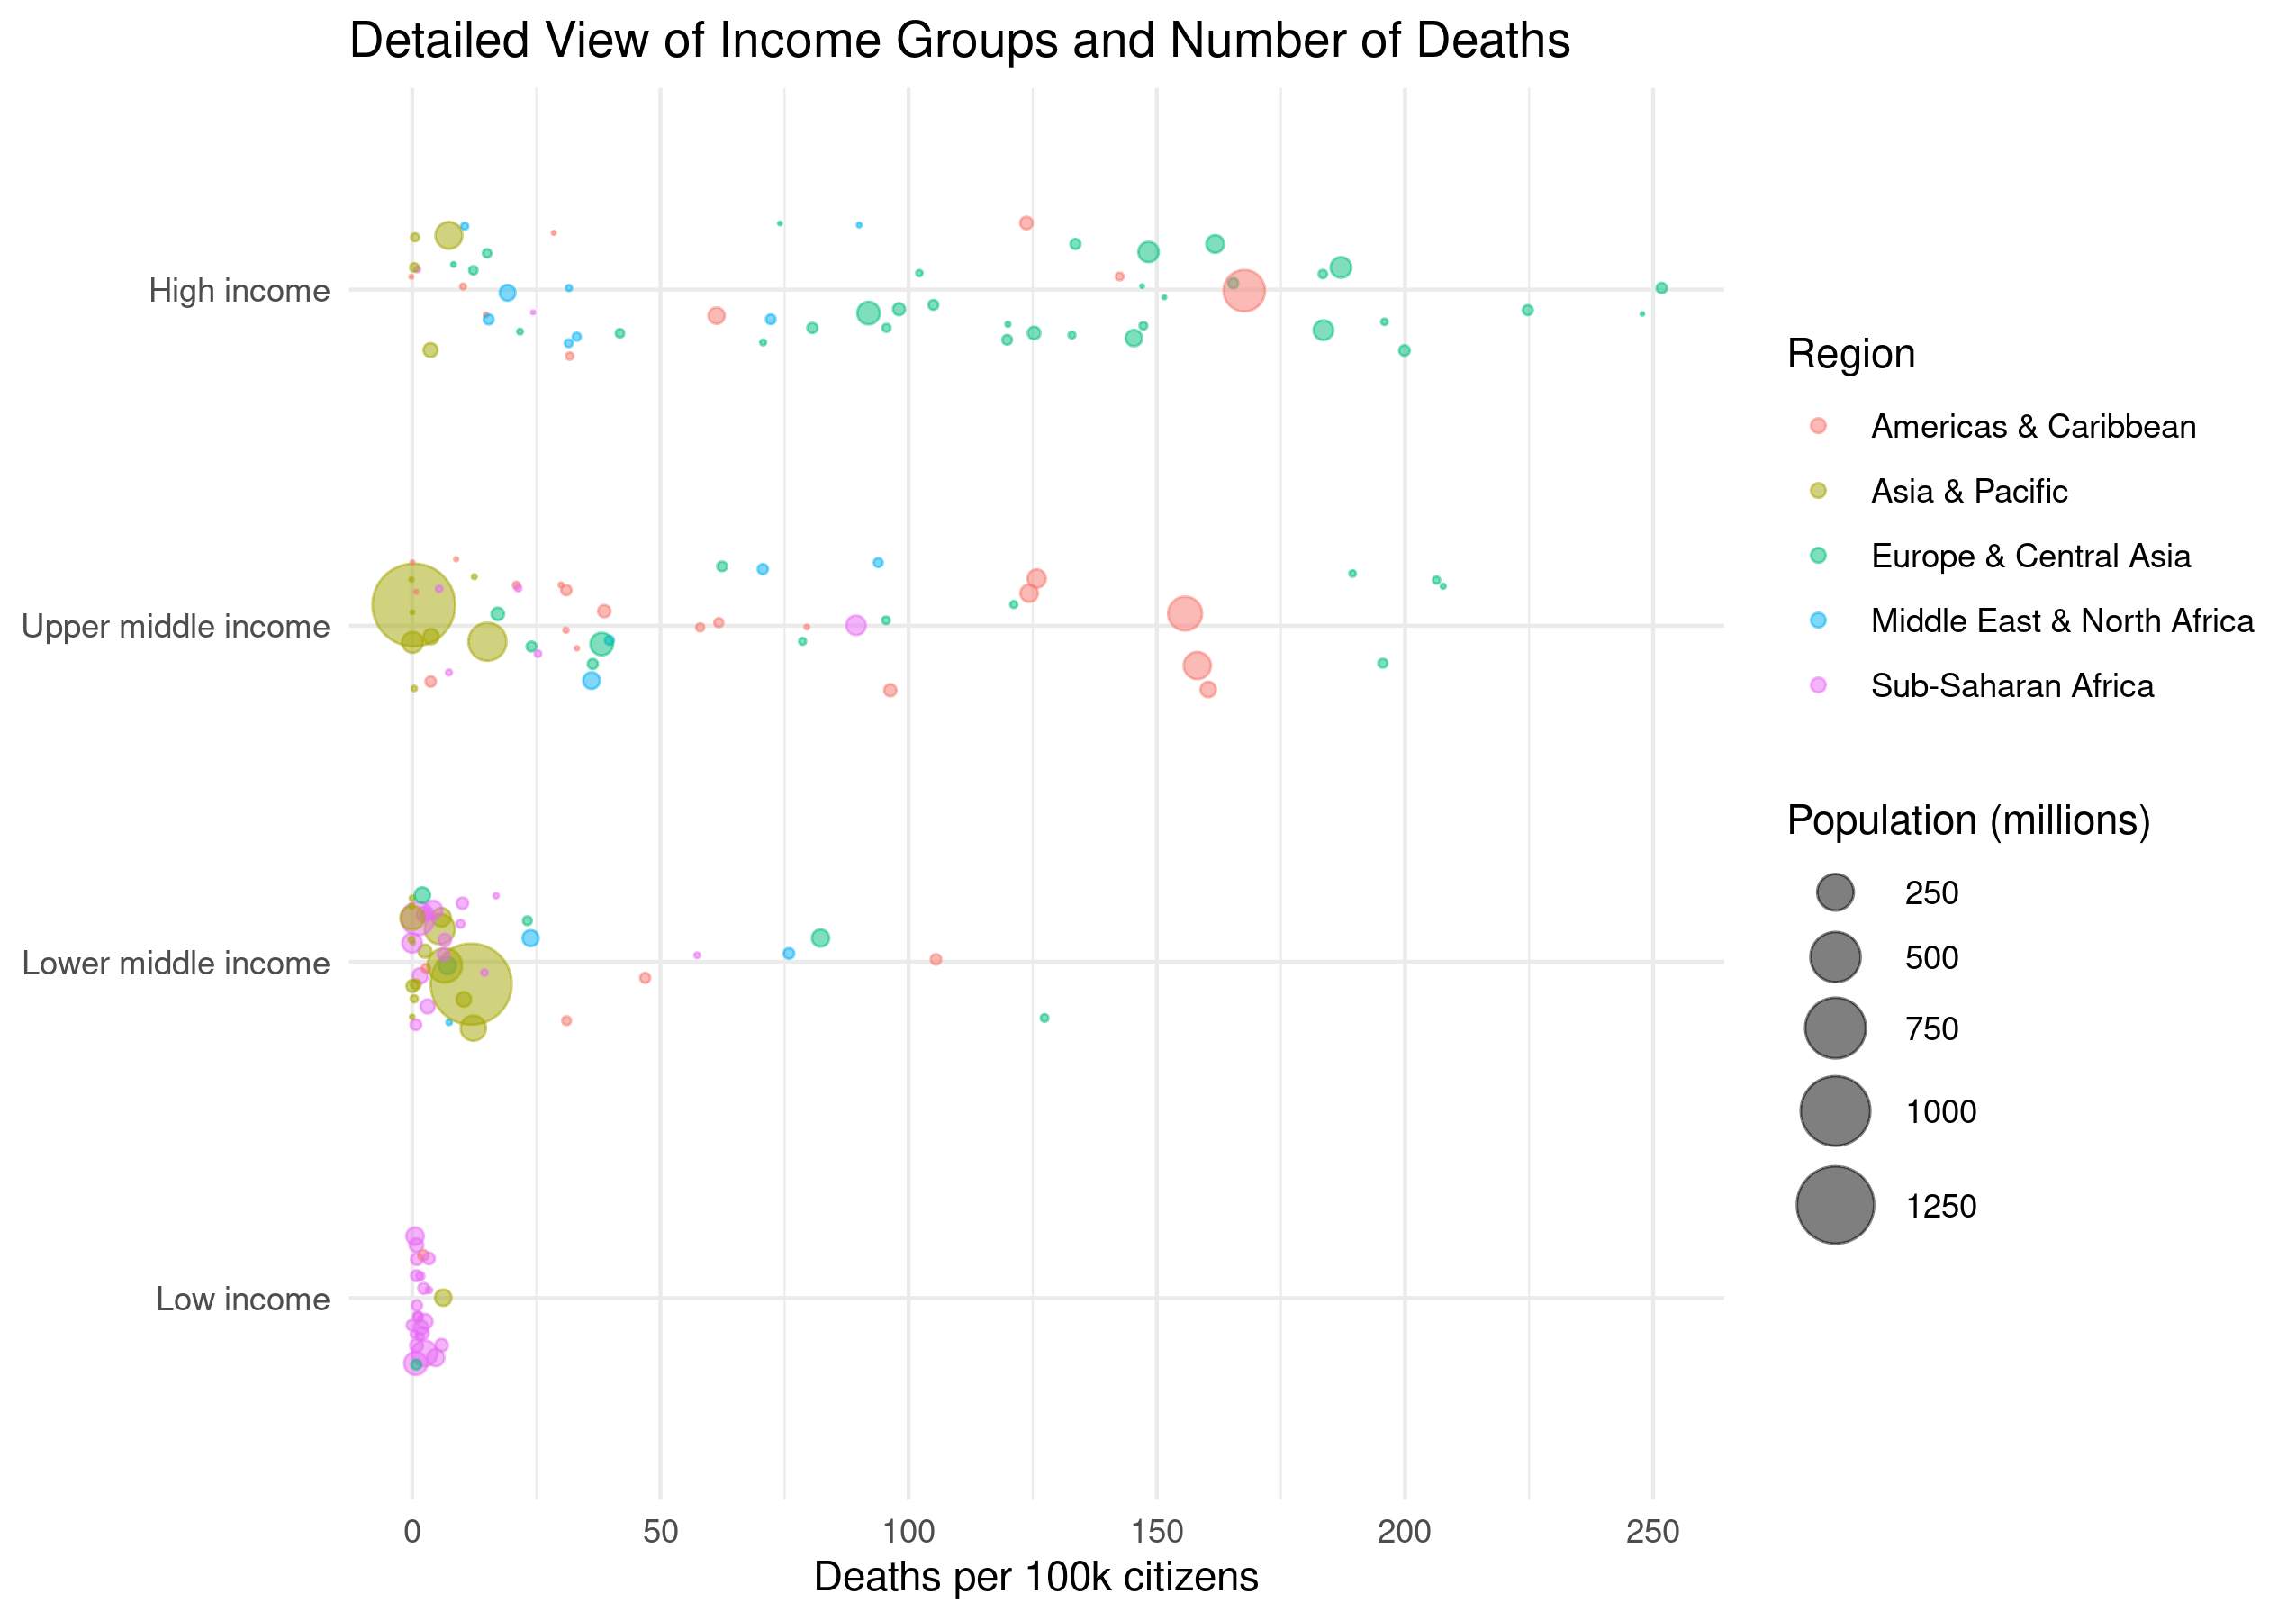 Detailed View of Income Groups and Number of Deaths
High income
Upper middle income
Lower middle income
Low income
0 50 100 150 200 250
Deaths per 100k citizens
Region
Americas & Caribbean
Asia & Pacific
Europe & Central Asia
Middle East & North Africa
Sub-Saharan Africa
Population (millions)
250
500
750
1000
1250